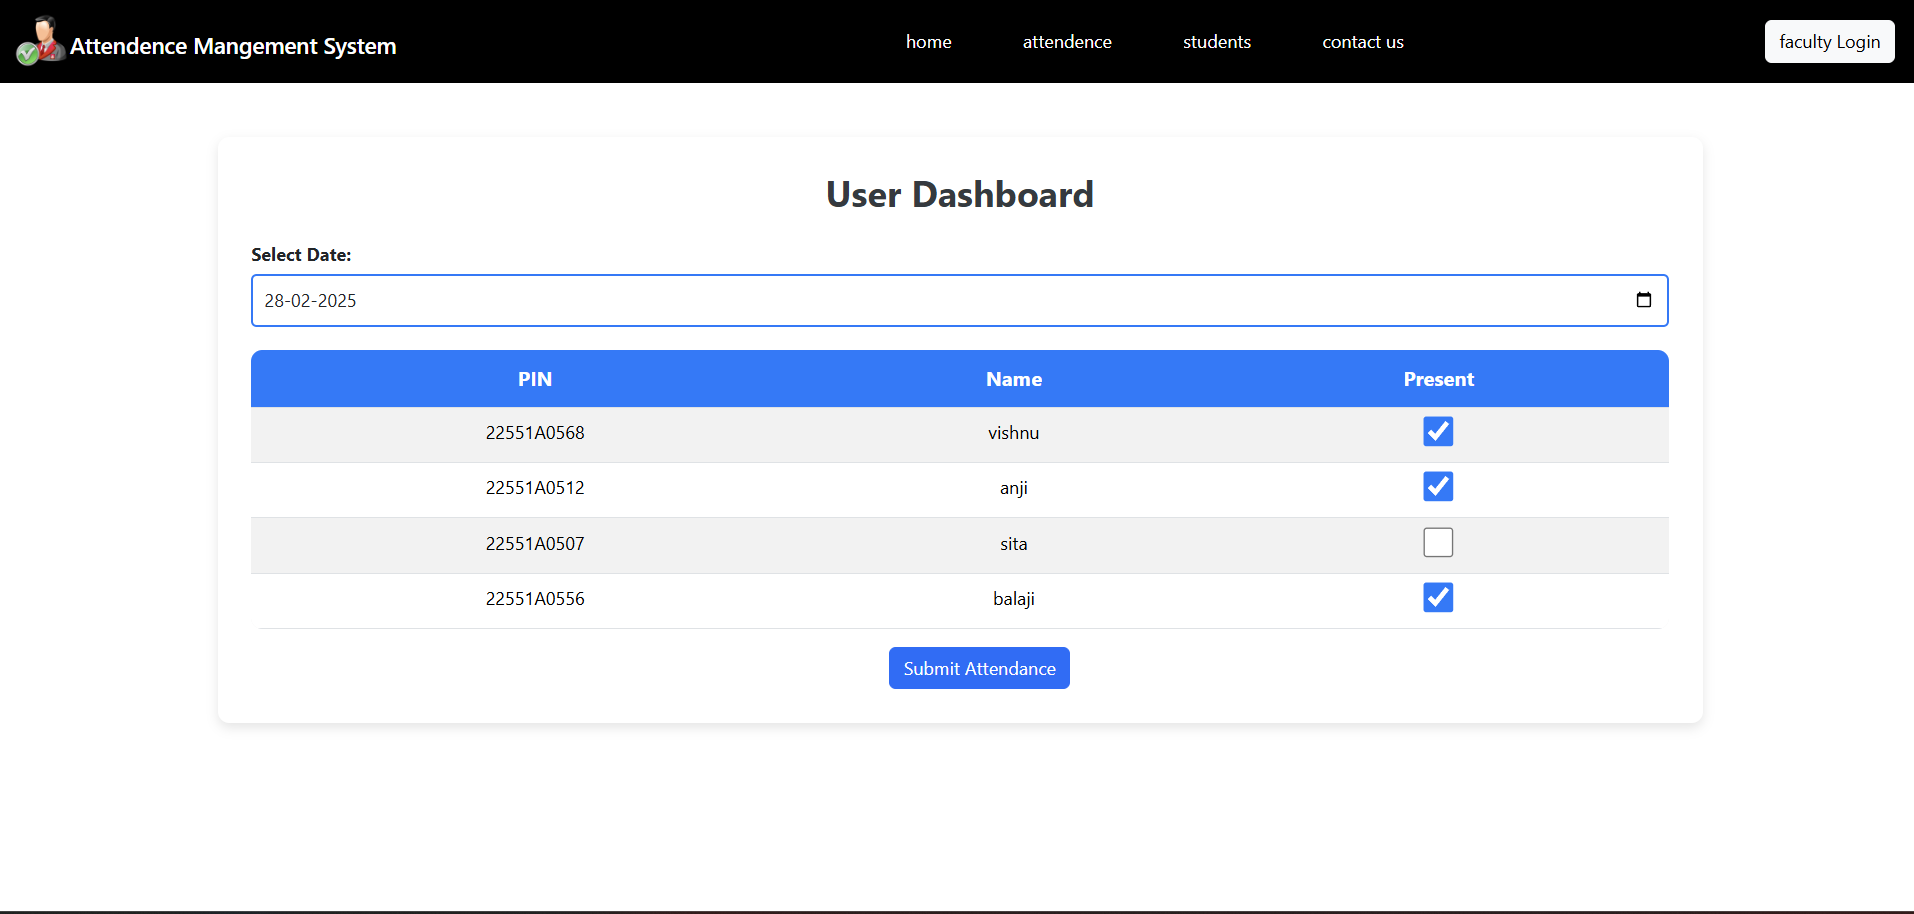 Attendence Mangement System
home attendence students contact us
faculty Login
User Dashboard
Select Date:
28-02-2025
PIN Name Present
22551A0568 vishnu
22551A0512 anji
22551A0507 sita
22551A0556 balaji
Submit Attendance